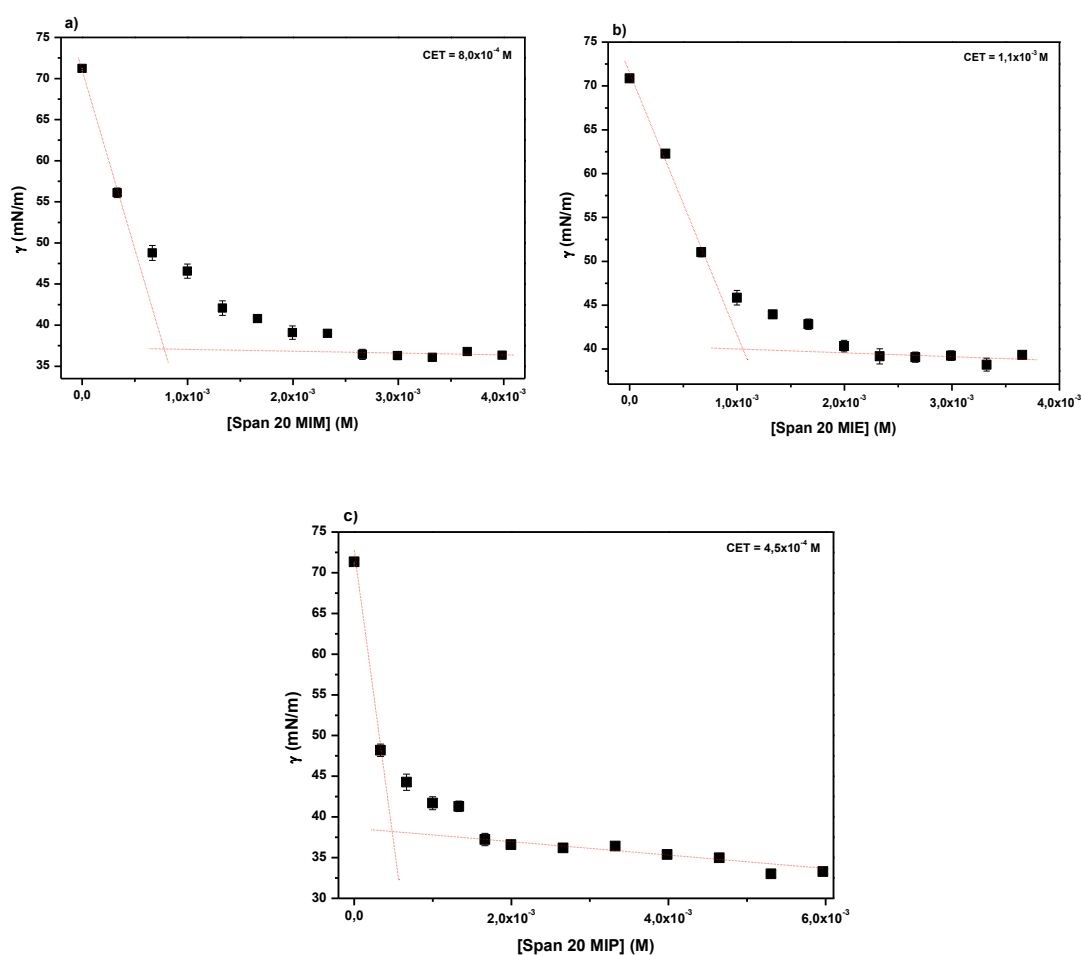 a)
CET = 8,0x10⁻⁴ M
γ (mN/m)
75
70
65
60
55
50
45
40
35
0,0
1,0x10⁻³
2,0x10⁻³
3,0x10⁻³
4,0x10⁻³
[Span 20 MIM] (M)
b)
CET = 1,1x10⁻³ M
γ (mN/m)
75
70
65
60
55
50
45
40
0,0
1,0x10⁻³
2,0x10⁻³
3,0x10⁻³
4,0x10⁻³
[Span 20 MIE] (M)
c)
CET = 4,5x10⁻⁴ M
γ (mN/m)
75
70
65
60
55
50
45
40
35
30
0,0
2,0x10⁻³
4,0x10⁻³
6,0x10⁻³
[Span 20 MIP] (M)